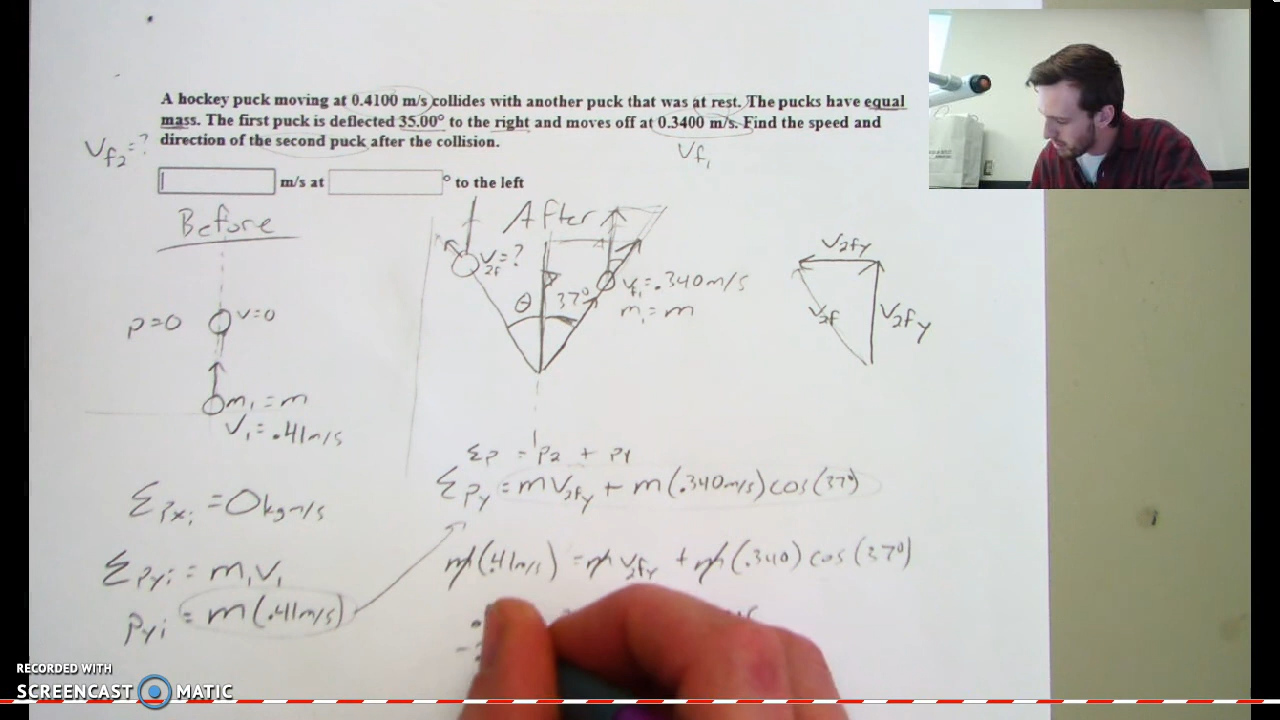 A hockey puck moving at 0.4100 m/s collides with another puck that was at rest. The pucks have equal
mass. The first puck is deflected 35.00° to the right and moves off at 0.3400 m/s. Find the speed and
direction of the second puck after the collision.
Vf2=?
Vf1
m/s at ° to the left
Before
After
p=0
v=0
m1=m
V1=.41m/s
V2f=?
θ
37°
Vf1=.340m/s
m1=m
V2fy
V2f
V2fy
Σp = p2 + p1
Σpy = mV2fy + m(.340m/s)cos(37°)
Σpxi = 0kgm/s
Σpyi = m1V1
pyi = m(.41m/s)
m(.41m/s) = mV2fy + m(.340)cos(37°)
RECORDED WITH
SCREENCAST MATIC